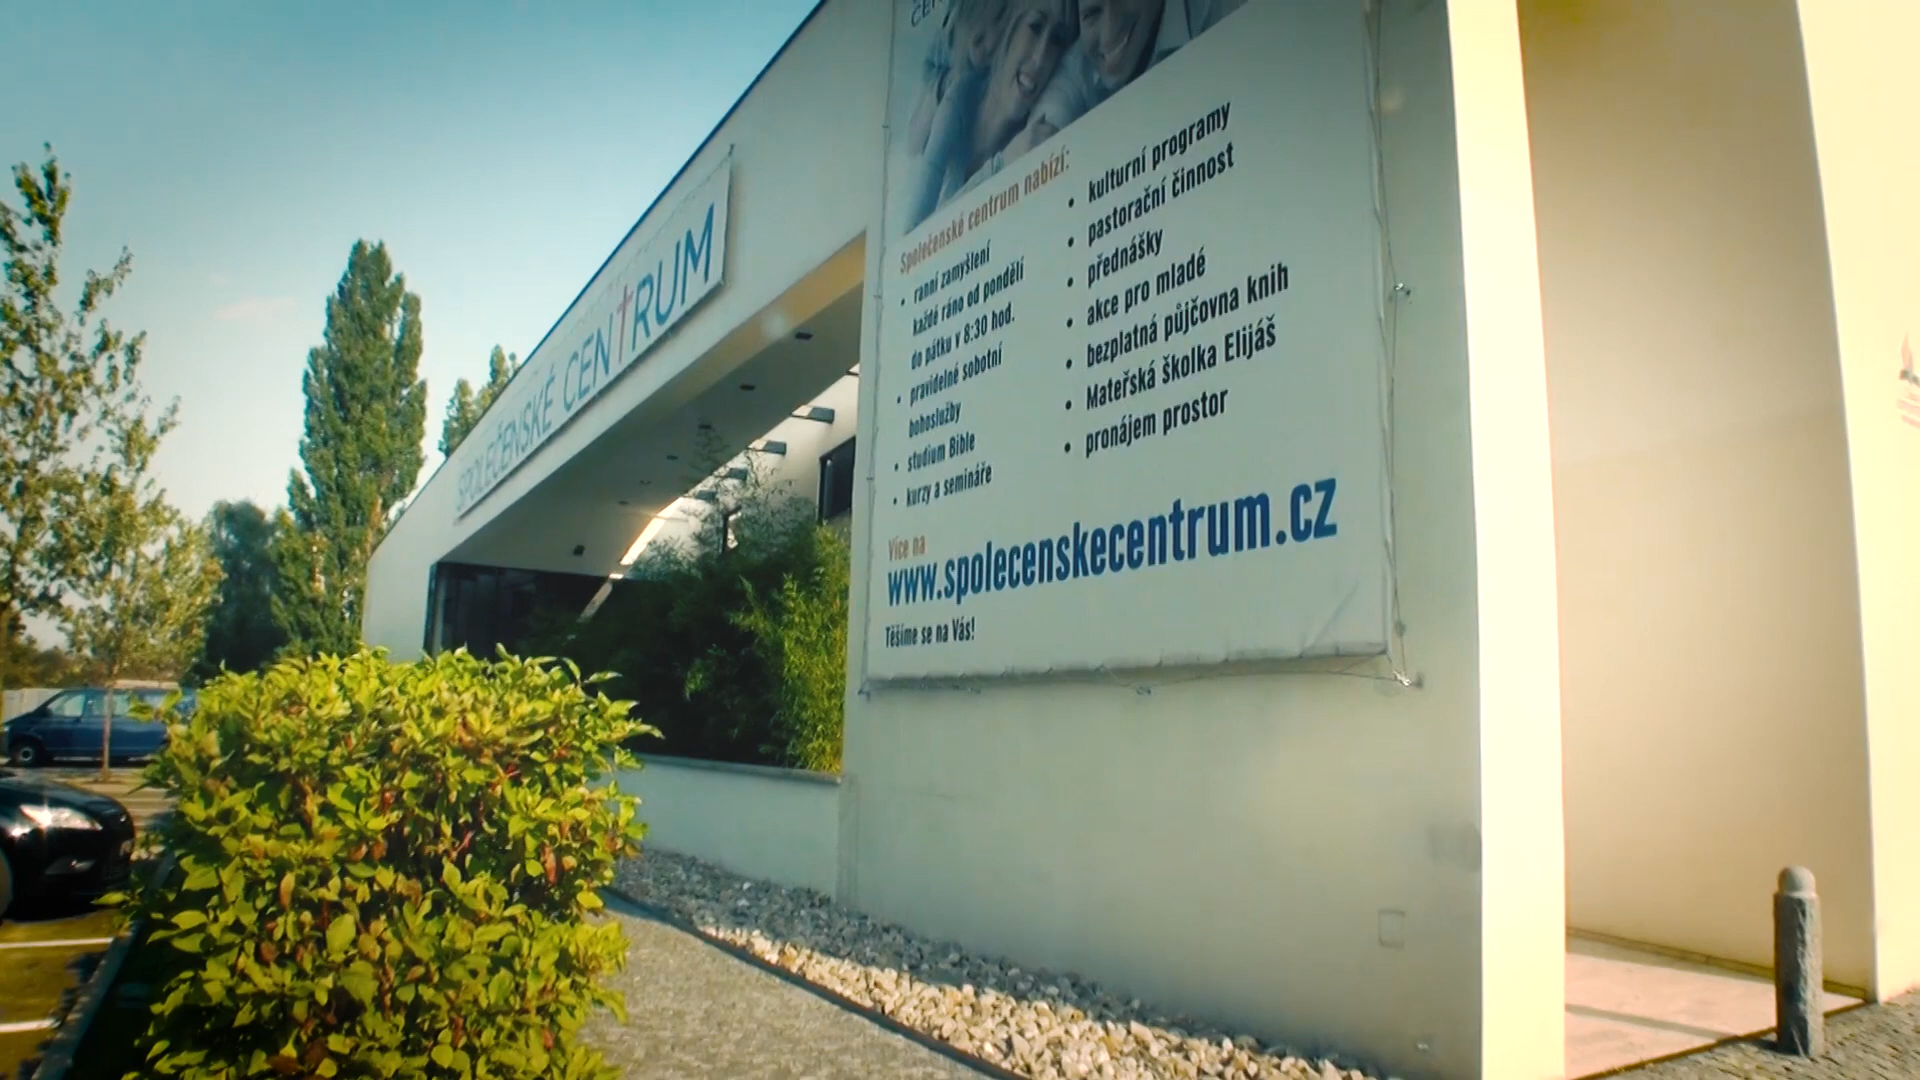 SPOLEČENSKÉ CENTRUM
Společenské centrum nabízí:
• ranní zamyšlení
každé ráno od pondělí
do pátku v 8:30 hod.
• pravidelné sobotní
bohoslužby
• studium Bible
• kurzy a semináře
• kulturní programy
• pastorační činnost
• přednášky
• akce pro mladé
• bezplatná půjčovna knih
• Mateřská školka Elijáš
• pronájem prostor
Více na
www.spolecenskecentrum.cz
Těšíme se na Vás!